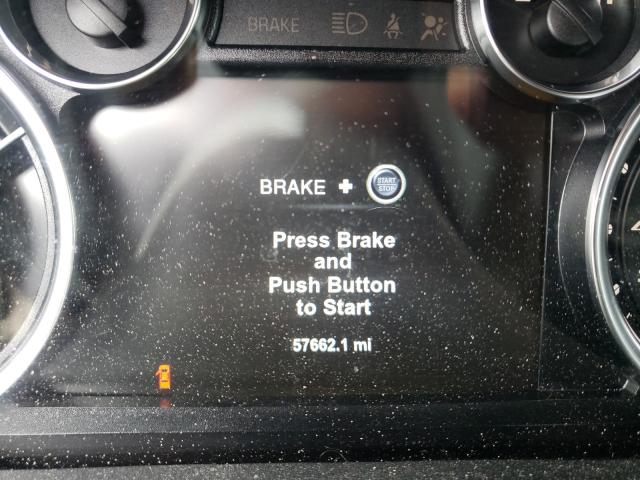 BRAKE
BRAKE + START STOP
Press Brake
and
Push Button
to Start
57662.1 mi